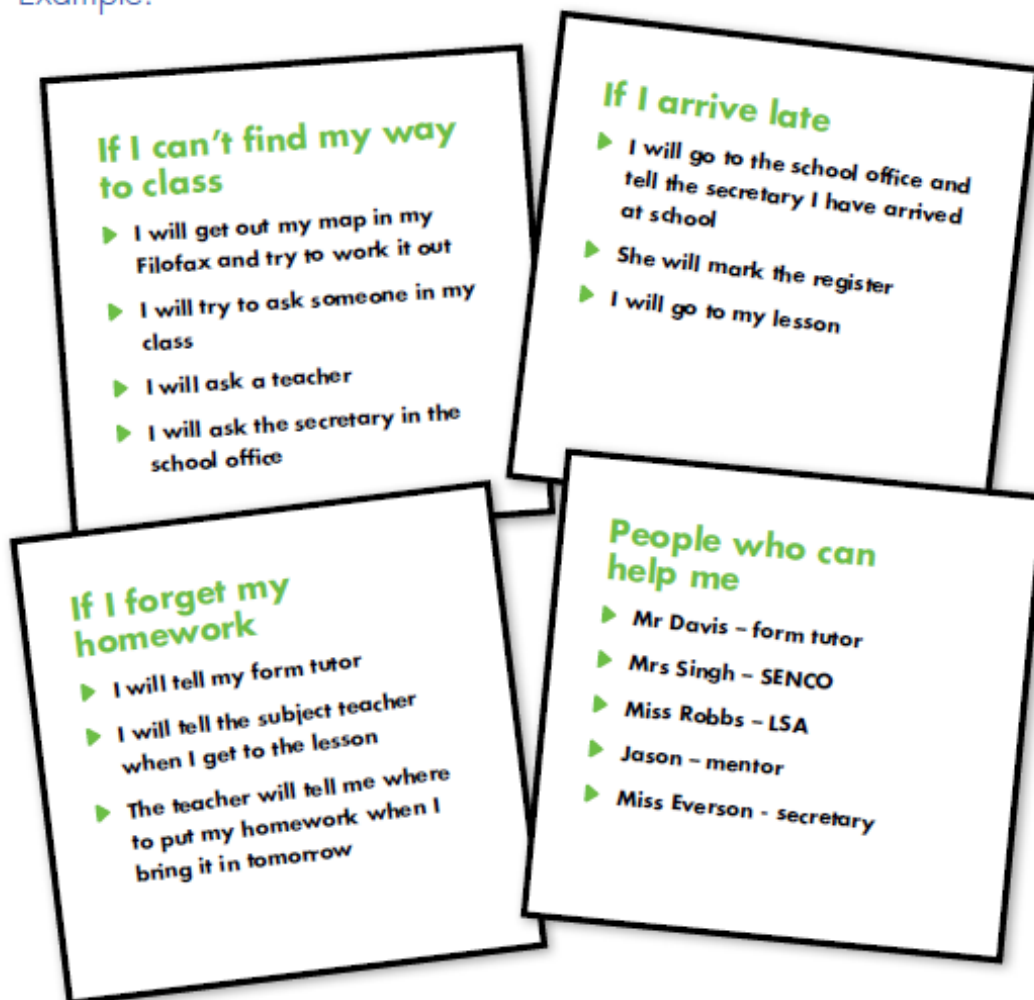 Example:
If I can't find my way
to class
I will get out my map in my
Filofax and try to work it out
I will try to ask someone in my
class
I will ask a teacher
I will ask the secretary in the
school office
If I arrive late
I will go to the school office and
tell the secretary I have arrived
at school
She will mark the register
I will go to my lesson
If I forget my
homework
I will tell my form tutor
I will tell the subject teacher
when I get to the lesson
The teacher will tell me where
to put my homework when I
bring it in tomorrow
People who can
help me
Mr Davis – form tutor
Mrs Singh – SENCO
Miss Robbs – LSA
Jason – mentor
Miss Everson - secretary